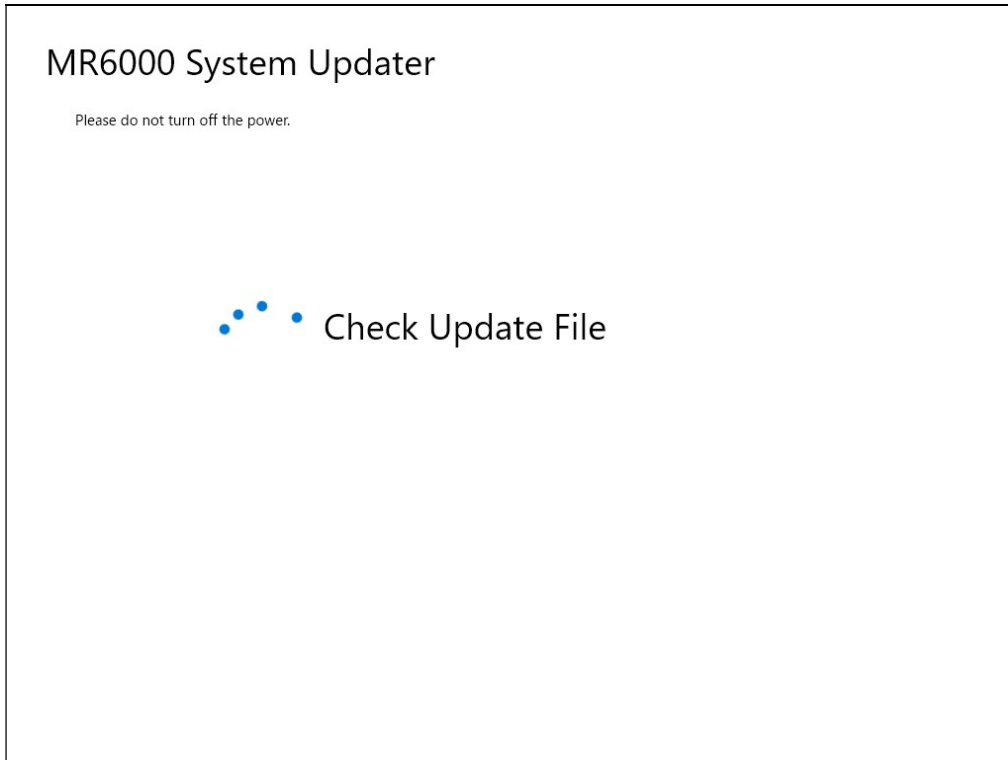 MR6000 System Updater
Please do not turn off the power.
Check Update File